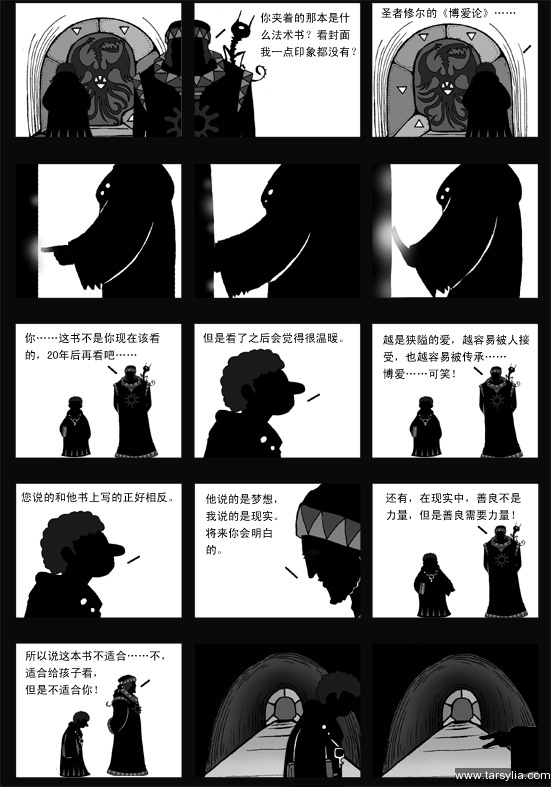 你夹着的那本是什
么法术书？看封面
我一点印象都没有？
圣者修尔的《博爱论》……
你……这书不是你现在该看
的，20年后再看吧……
但是看了之后会觉得很温暖。
越是狭隘的爱，越容易被人接
受，也越容易被传承……
博爱……可笑！
您说的和他书上写的正好相反。
他说的是梦想，
我说的是现实。
将来你会明白
的。
还有，在现实中，善良不是
力量，但是善良需要力量！
所以说这本书不适合……不，
适合给孩子看，
但是不适合你！
www.tarsylia.com